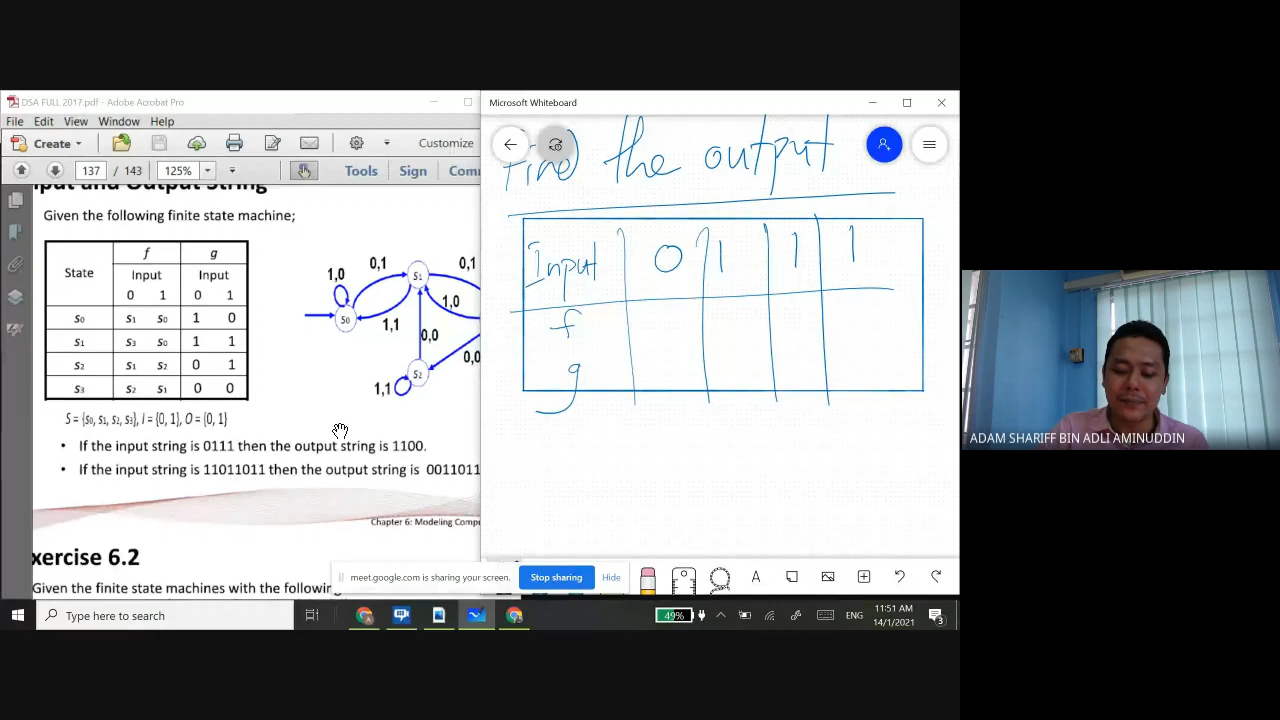 DSA FULL 2017.pdf - Adobe Acrobat Pro
File Edit View Window Help
Create
Customize
137 / 143 125%
Tools Sign
Input and Output String
Given the following finite state machine;
State f g
Input Input
0 1 0 1
s0 s1 s0 1 0
s1 s3 s0 1 1
s2 s1 s2 0 1
s3 s2 s1 0 0
S = {s0, s1, s2, s3}, I = {0, 1}, O = {0, 1}
1,0
0,1
s1
0,1
s0
1,0
1,1
0,0
s2
0,0
1,1
• If the input string is 0111 then the output string is 1100.
• If the input string is 11011011 then the output string is 0011011
Chapter 6: Modeling Compu
xercise 6.2
Given the finite state machines with the following
meet.google.com is sharing your screen. Stop sharing Hide
Microsoft Whiteboard
Find the output
Input 0 1 1 1
f
g
A
ADAM SHARIFF BIN ADLI AMINUDDIN
Type here to search
49%
ENG
11:51 AM
14/1/2021
3